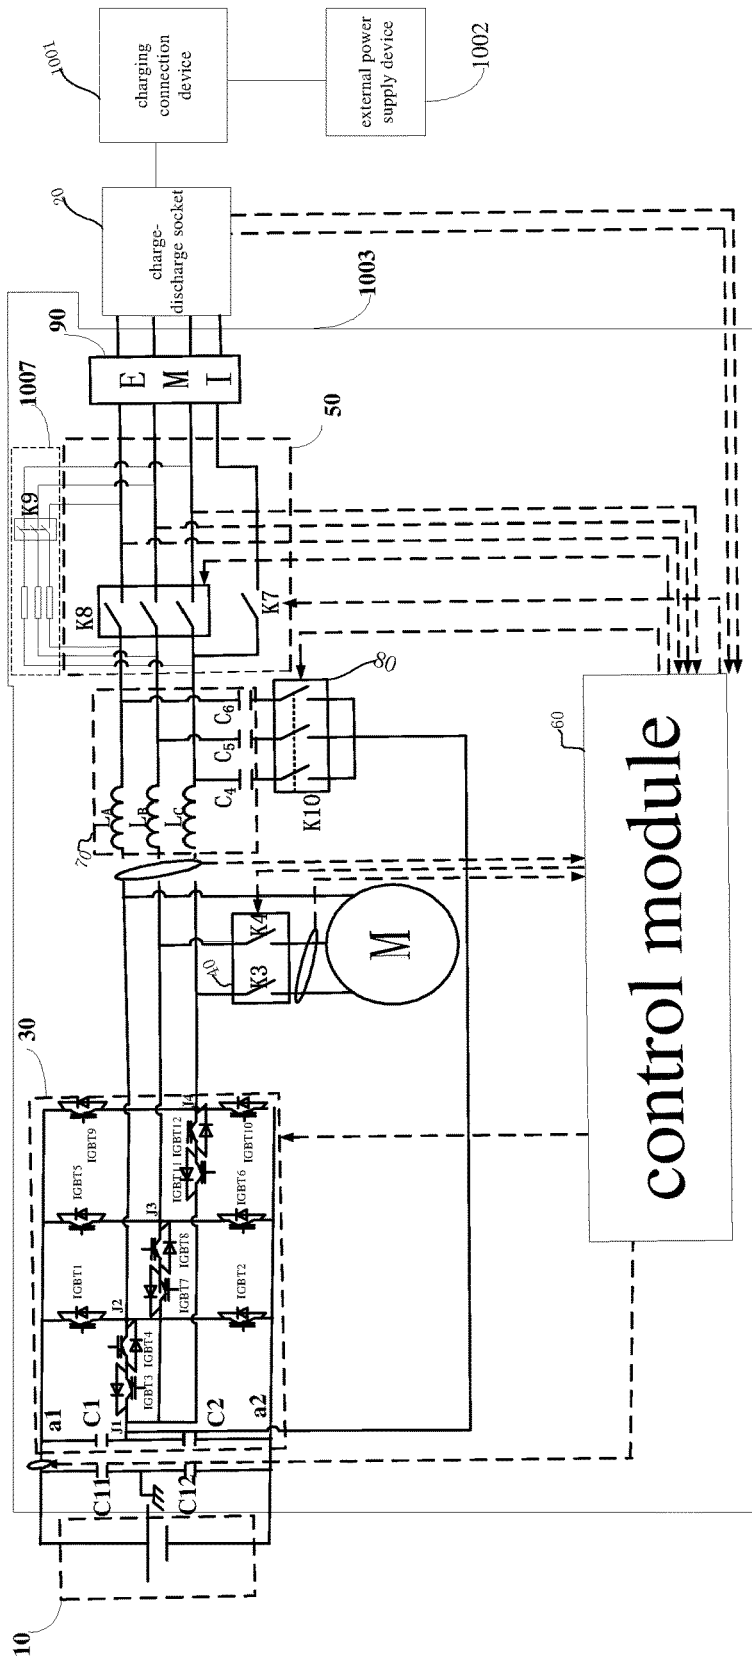 1001
charging
connection
device
external power
supply device
1002
20
charge-
discharge socket
1003
90
E M I
1007
50
K9
K8
K7
80
C6
C5
C4
K10
70
LA
LB
LC
60
control module
M
K4
K3
40
30
IGBT9
IGBT5
IGBT1
IGBT12
IGBT11
J4
IGBT10
IGBT6
J3
IGBT8
IGBT7
IGBT2
J2
IGBT4
IGBT3
J1
a1
C1
C2
a2
C11
C12
10